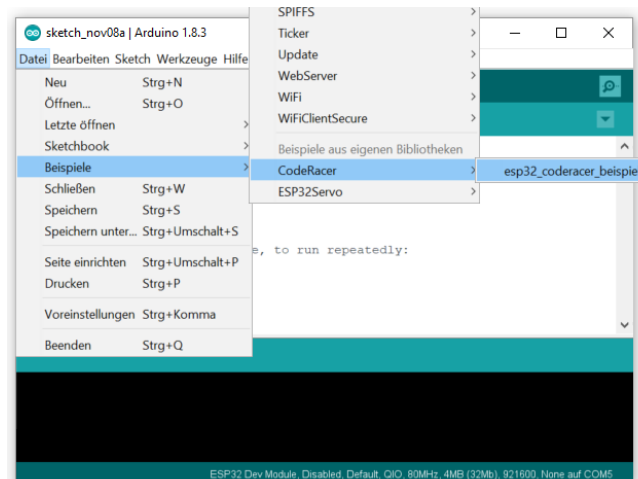 sketch_nov08a | Arduino 1.8.3
Datei Bearbeiten Sketch Werkzeuge Hilfe
Neu Strg+N
Öffnen... Strg+O
Letzte öffnen
Sketchbook
Beispiele
Schließen Strg+W
Speichern Strg+S
Speichern unter... Strg+Umschalt+S
Seite einrichten Strg+Umschalt+P
Drucken Strg+P
Voreinstellungen Strg+Komma
Beenden Strg+Q
SPIFFS
Ticker
Update
WebServer
WiFi
WiFiClientSecure
Beispiele aus eigenen Bibliotheken
CodeRacer
ESP32Servo
esp32_coderacer_beispie
e, to run repeatedly:
ESP32 Dev Module, Disabled, Default, QIO, 80MHz, 4MB (32Mb), 921600, None auf COM5